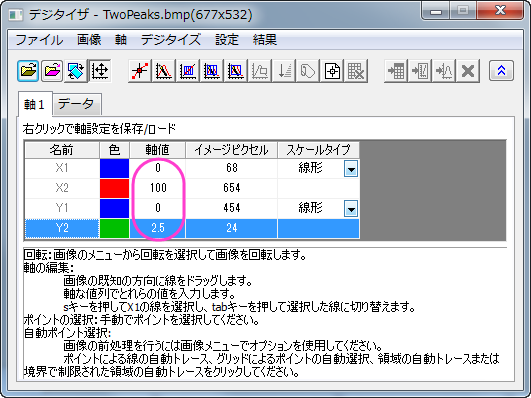 デジタイザ - TwoPeaks.bmp(677x532)
ファイル 画像 軸 デジタイズ 設定 結果
軸 1 データ
右クリックで軸設定を保存/ロード
名前 色 軸値 イメージピクセル スケールタイプ
X1 0 68 線形
X2 100 654
Y1 0 454 線形
Y2 2.5 24
回転: 画像のメニューから回転を選択して画像を回転します。
軸の編集:
画像の既知の方向に線をドラッグします。
軸な値列でとれらの値を入力します。
sキーを押してX1の線を選択し、tabキーを押して選択した線に切り替えます。
ポイントの選択: 手動でポイントを選択してください。
自動ポイント選択:
画像の前処理を行うには画像メニューでオプションを使用してください。
ポイントによる線の自動トレース、グリッドによるポイントの自動選択、領域の自動トレースまたは
境界で制限された領域の自動トレースをクリックしてください。